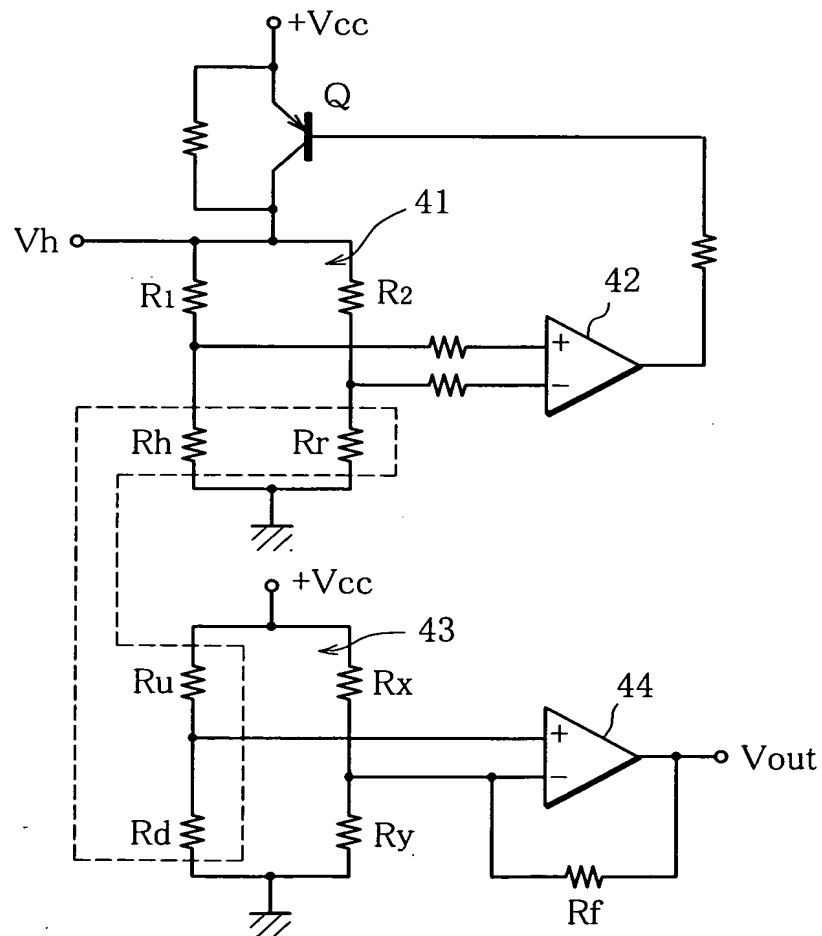 +Vcc
Q
41
Vh
R1
R2
42
+
−
Rh
Rr
+Vcc
43
Ru
Rx
44
+
−
Vout
Rd
Ry
Rf